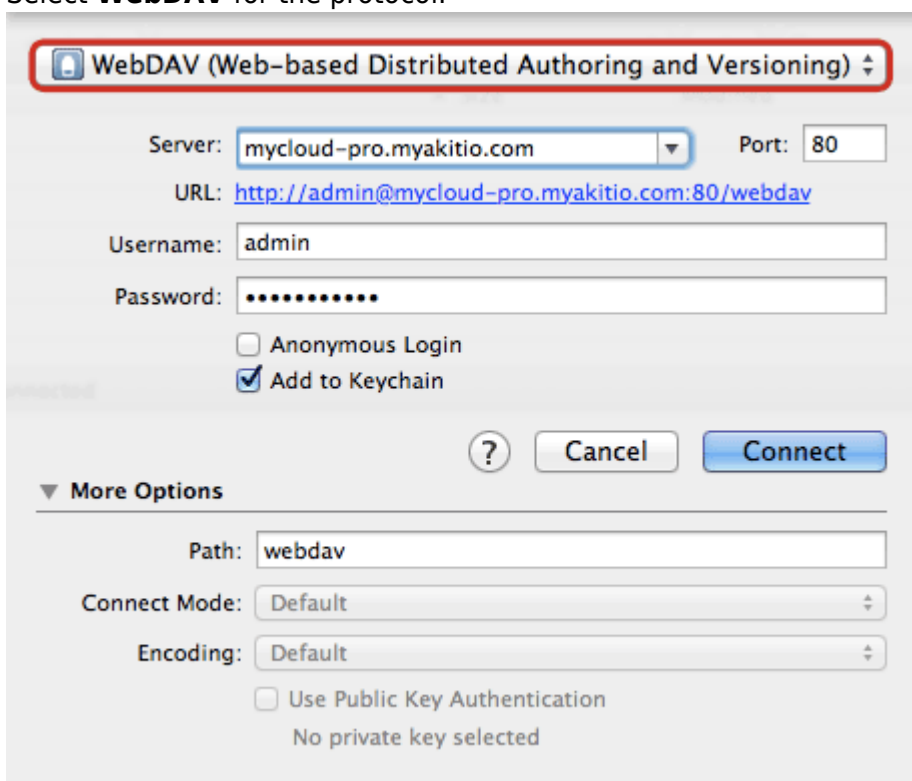 Select WebDAV for the protocol.
WebDAV (Web-based Distributed Authoring and Versioning)
Size Modified
Server: mycloud-pro.myakitio.com Port: 80
URL: http://admin@mycloud-pro.myakitio.com:80/webdav
Username: admin
Password: •••••••••••
Anonymous Login
Add to Keychain
? Cancel Connect
More Options
Path: webdav
Connect Mode: Default
Encoding: Default
Use Public Key Authentication
No private key selected